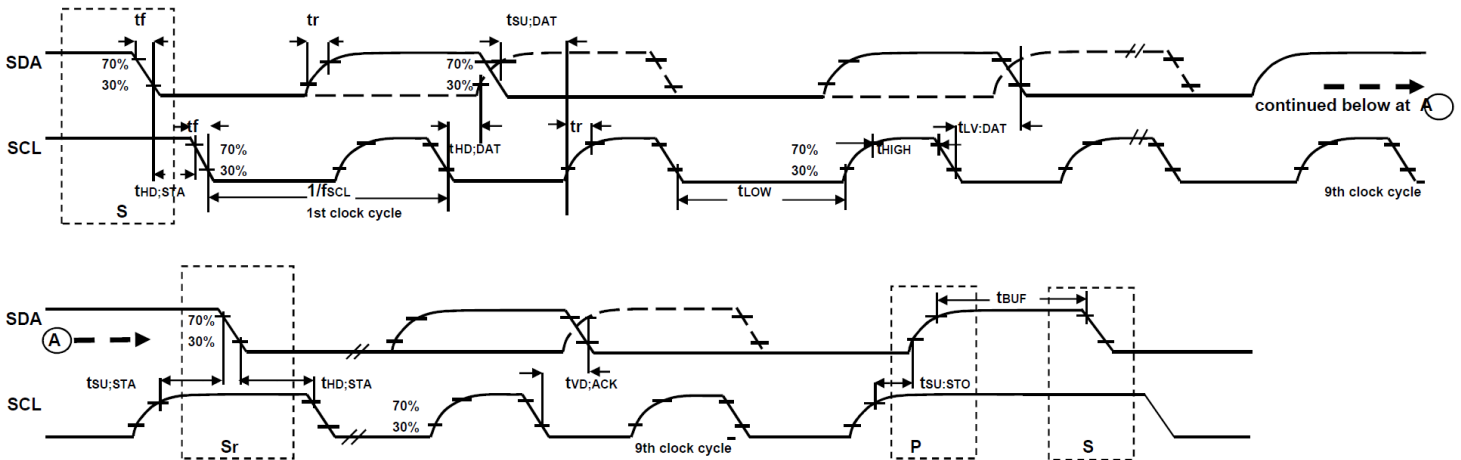 tf tr tSU;DAT
SDA 70% 70%
30% 30%
continued below at A
tf tr tLV:DAT
SCL 70% tHD;DAT 70% tHIGH
30% 30%
tHD;STA 1/fSCL tLOW
S 1st clock cycle 9th clock cycle
tBUF
SDA 70%
A 30%
tSU;STA tHD;STA tVD;ACK tSU:STO
SCL 70%
30%
Sr 9th clock cycle P S